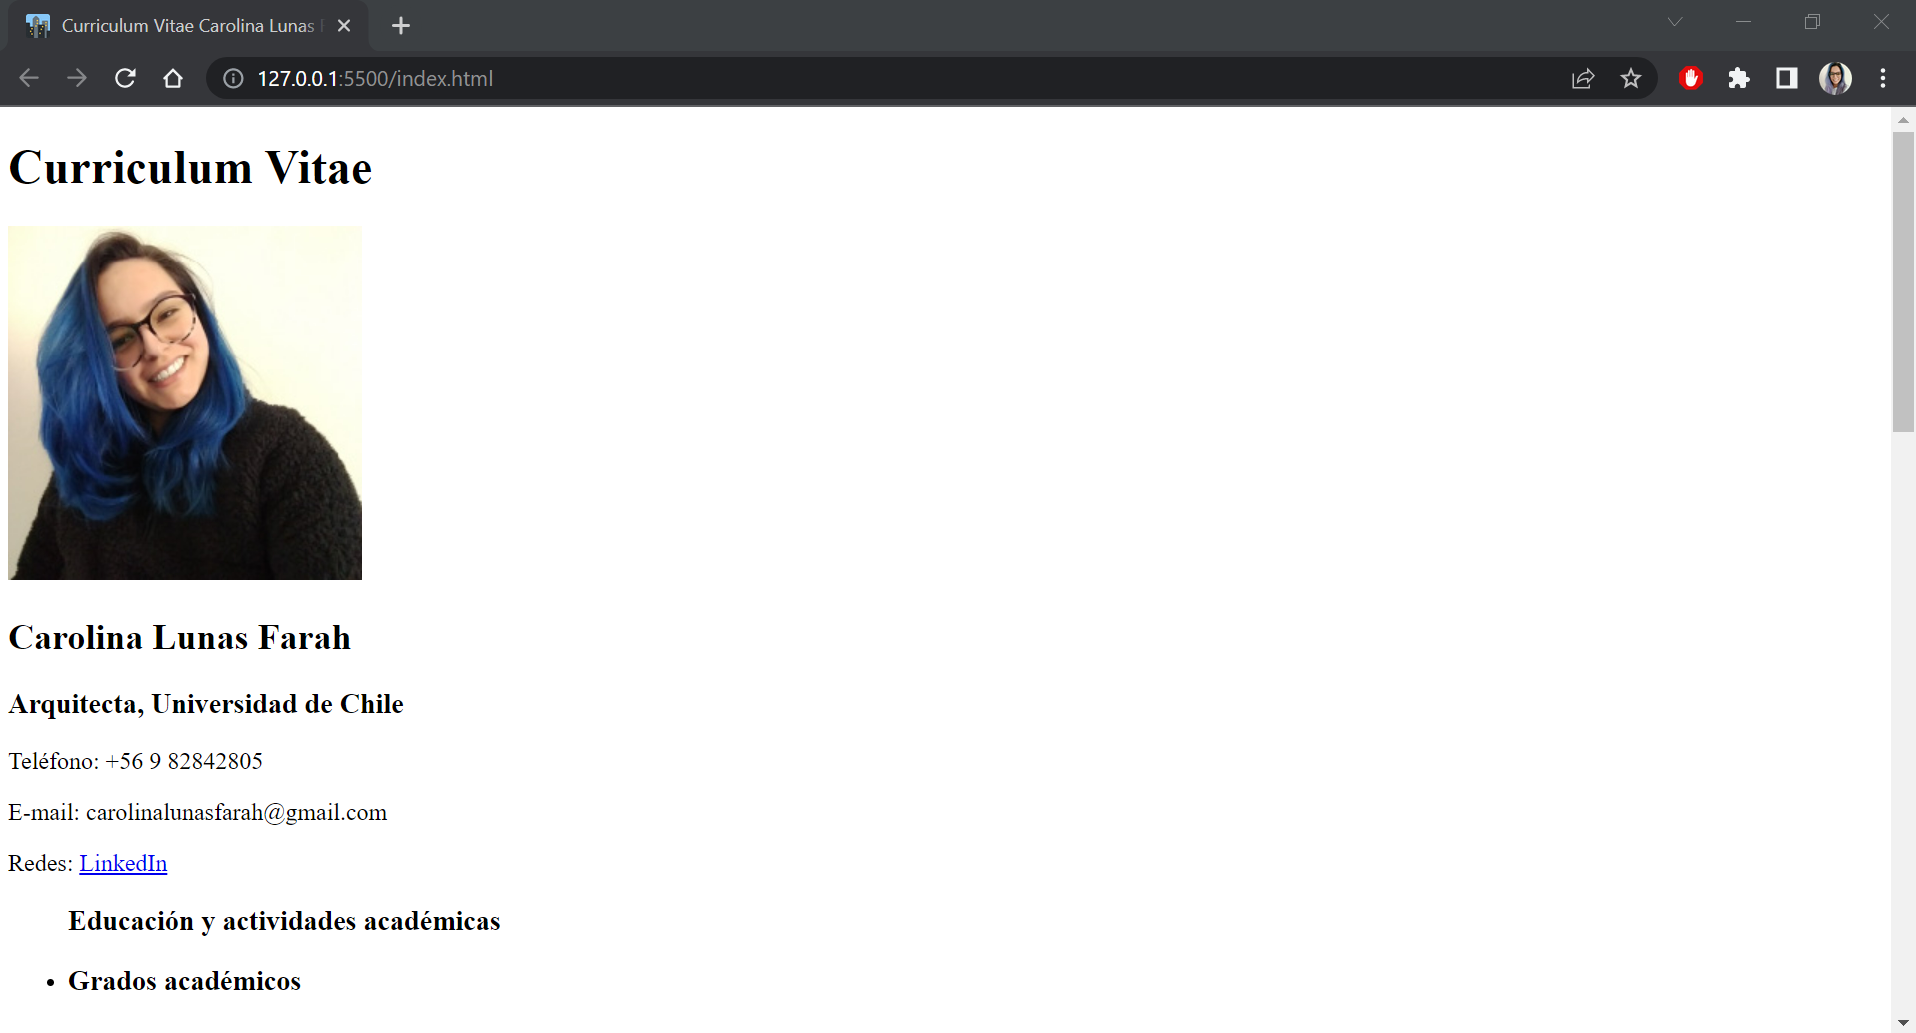 Curriculum Vitae Carolina Lunas
127.0.0.1:5500/index.html
Curriculum Vitae
Carolina Lunas Farah
Arquitecta, Universidad de Chile
Teléfono: +56 9 82842805
E-mail: carolinalunasfarah@gmail.com
Redes: LinkedIn
Educación y actividades académicas
Grados académicos